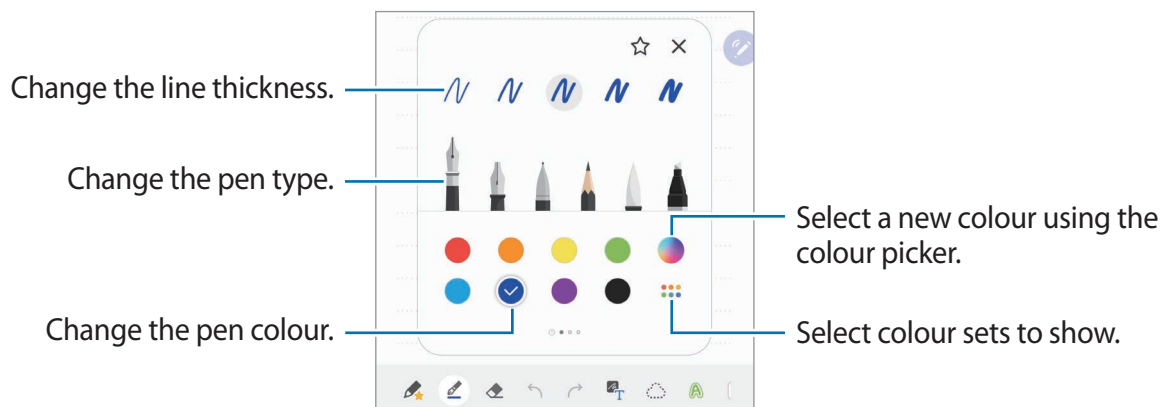 Change the line thickness.
Change the pen type.
Select a new colour using the
colour picker.
Change the pen colour.
Select colour sets to show.